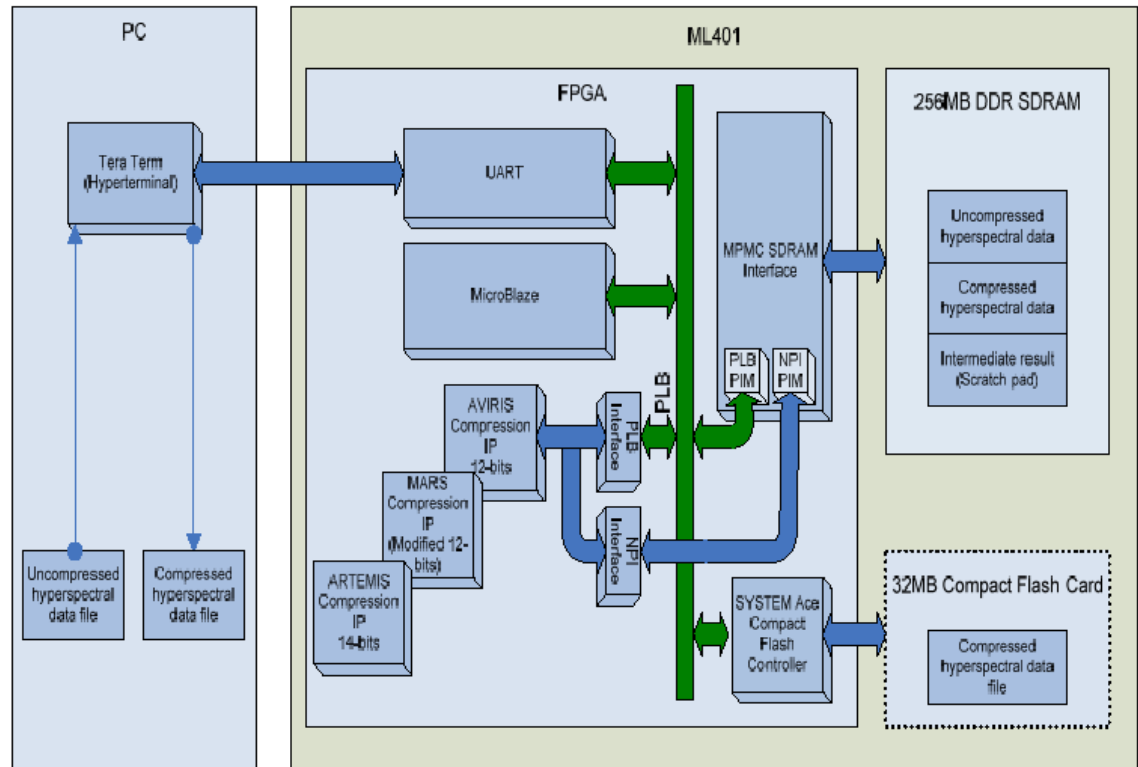 PC
Tera Term
(Hyperterminal)
Uncompressed
hyperspectral
data file
Compressed
hyperspectral
data file
ML401
FPGA
UART
MicroBlaze
AVIRIS
Compression
IP
12-bits
MARS
Compression
IP
(Modified 12-
bits)
ARTEMIS
Compression
IP
14-bits
PLB
Interface
NPI
Interface
PLB
MPMC SDRAM
Interface
PLB
PIM
NPI
PIM
SYSTEM Ace
Compact
Flash
Controller
256MB DDR SDRAM
Uncompressed
hyperspectral data
Compressed
hyperspectral data
Intermediate result
(Scratch pad)
32MB Compact Flash Card
Compressed
hyperspectral data
file